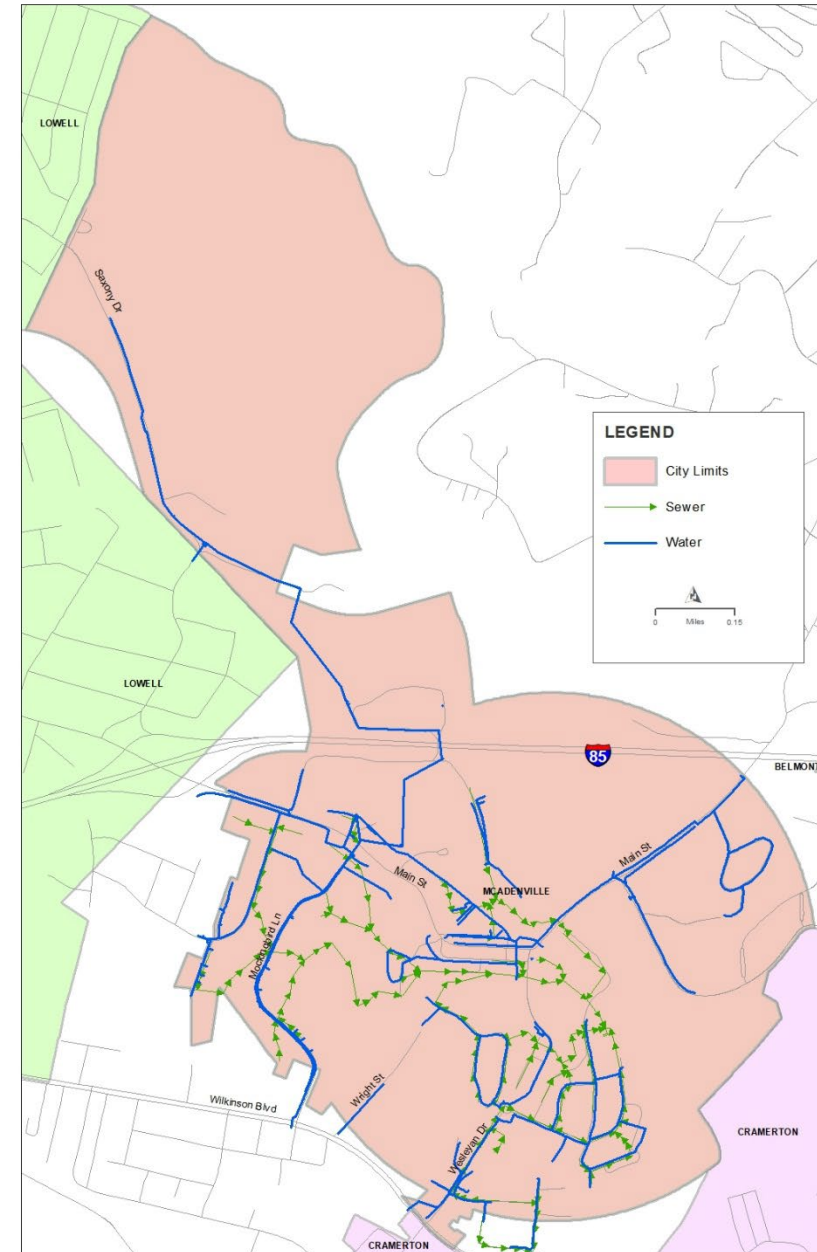 LOWELL
Saxony Dr
LEGEND
City Limits
Sewer
Water
N
0 Miles 0.15
LOWELL
85
BELMONT
Main St
Main St
MCADENVILLE
Mockingbird Ln
Wright St
Wilkinson Blvd
Wesleyan Dr
CRAMERTON
CRAMERTON